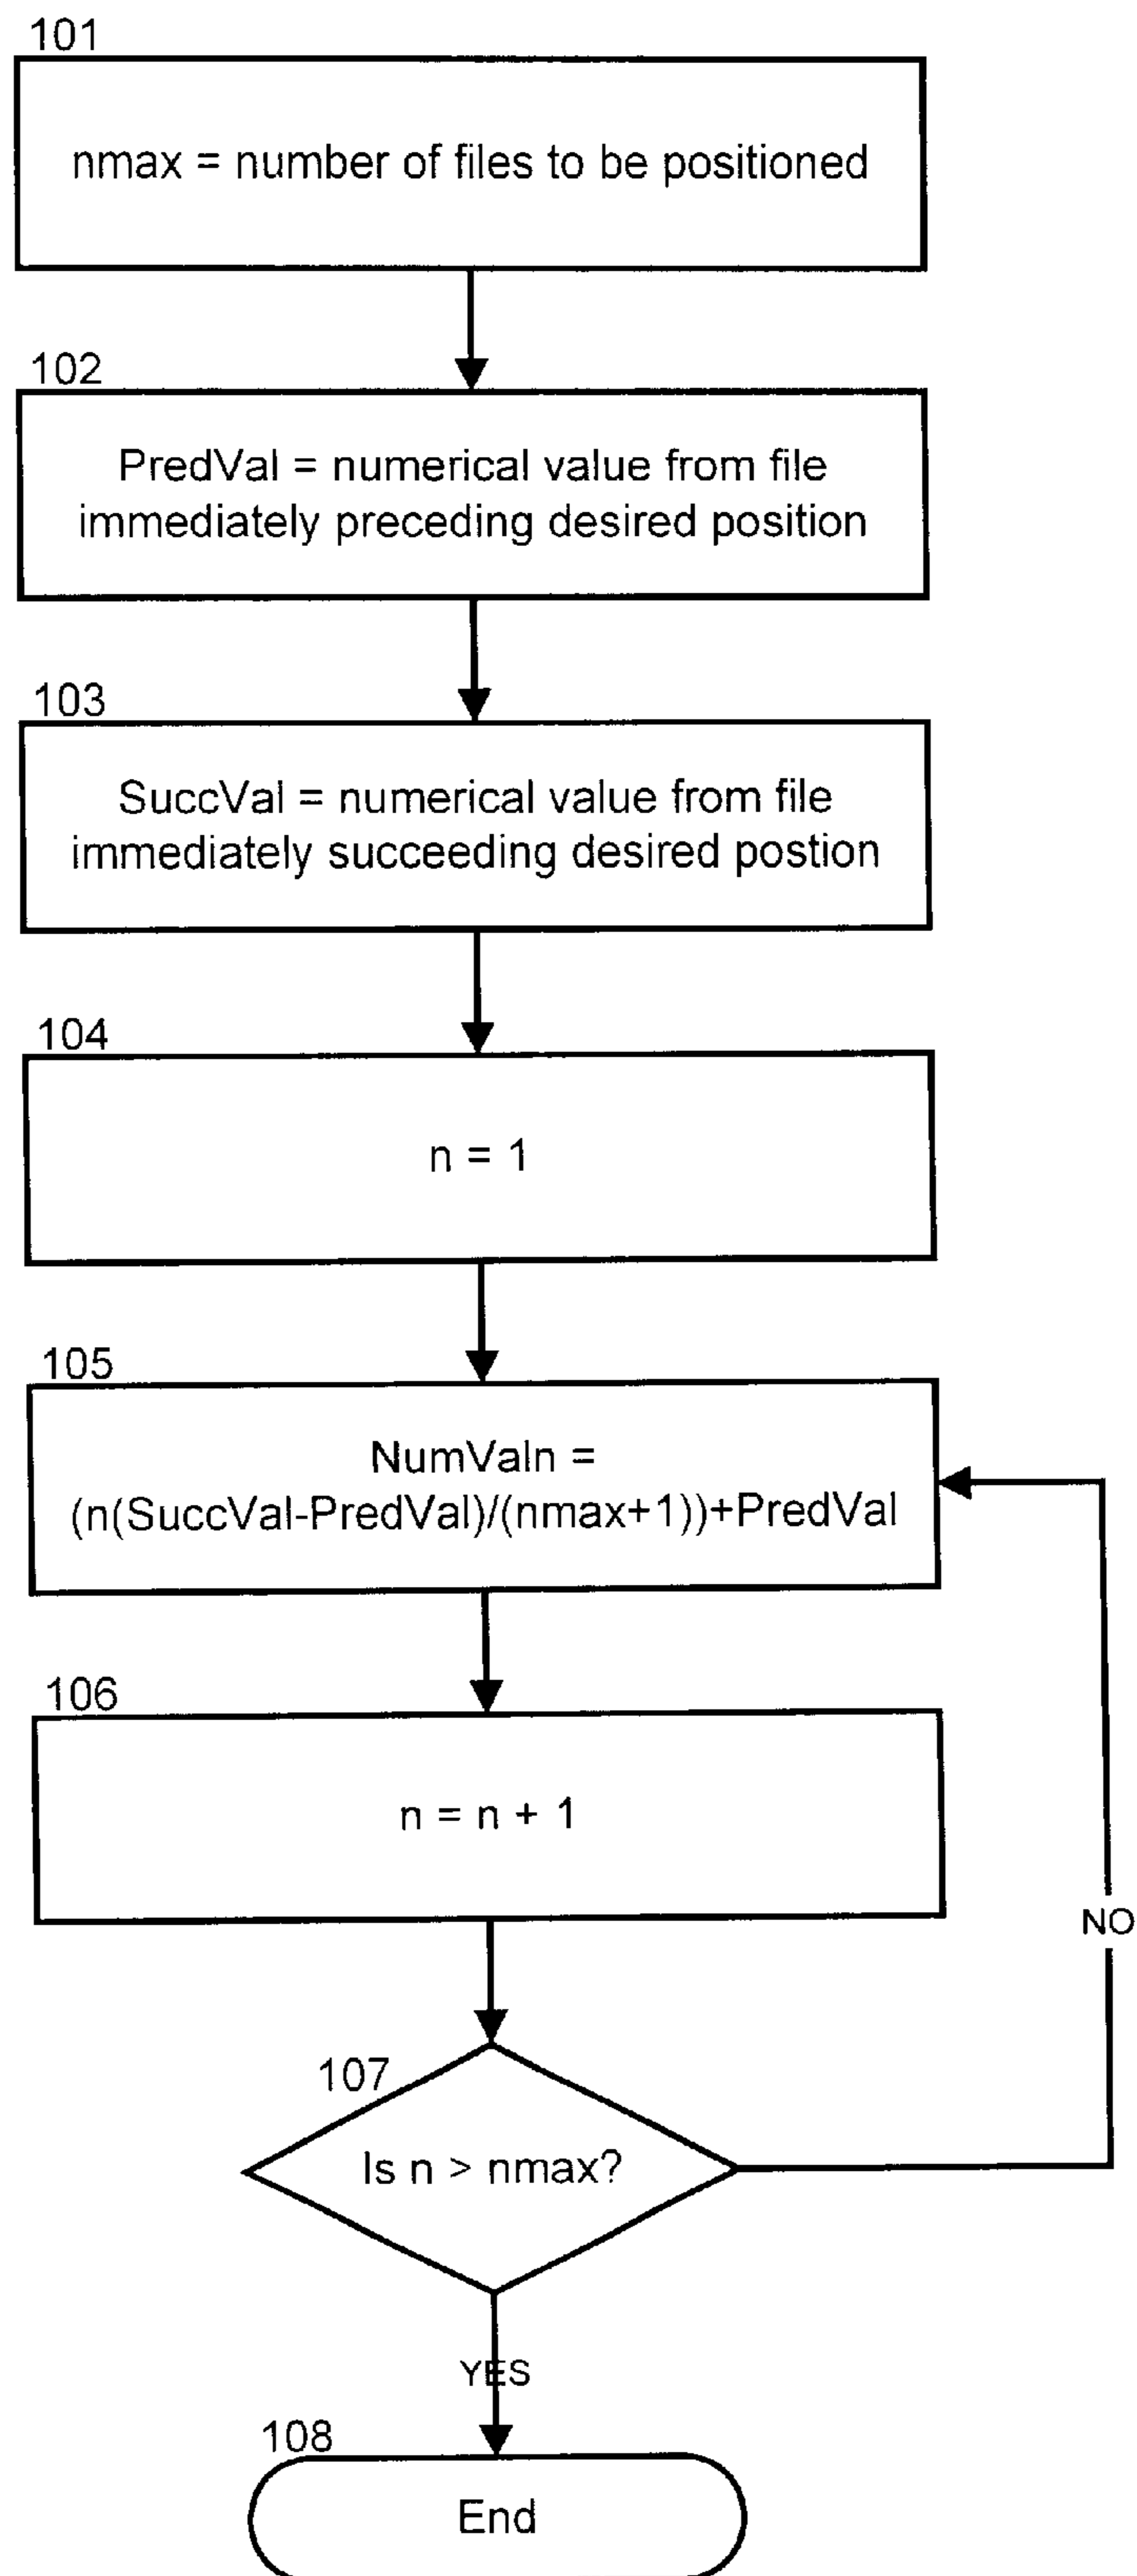 101
nmax = number of files to be positioned
102
PredVal = numerical value from file
immediately preceding desired position
103
SuccVal = numerical value from file
immediately succeeding desired postion
104
n = 1
105
NumValn =
(n(SuccVal-PredVal)/(nmax+1))+PredVal
106
n = n + 1
NO
107
Is n > nmax?
YES
108
End